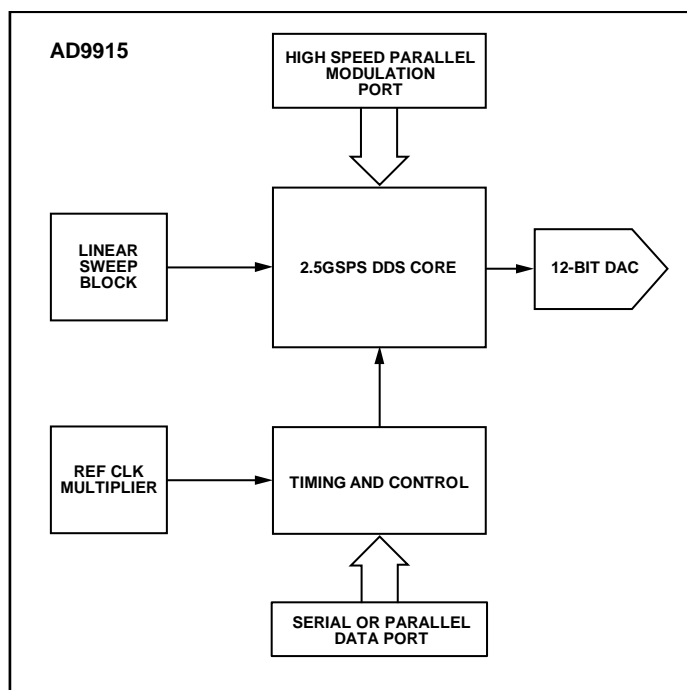 AD9915
HIGH SPEED PARALLEL
MODULATION
PORT
LINEAR
SWEEP
BLOCK
2.5GSPS DDS CORE
12-BIT DAC
REF CLK
MULTIPLIER
TIMING AND CONTROL
SERIAL OR PARALLEL
DATA PORT